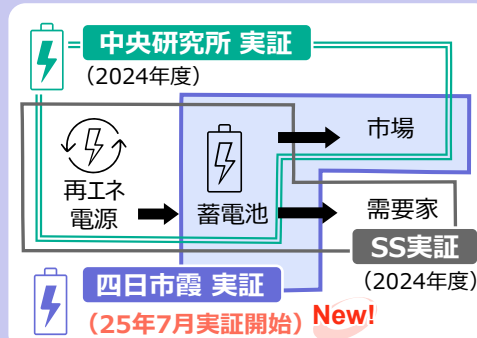 中央研究所 実証
（2024年度）
市場
再エネ
電源
蓄電池
需要家
SS実証
（2024年度）
四日市霞 実証
（25年7月実証開始） New!